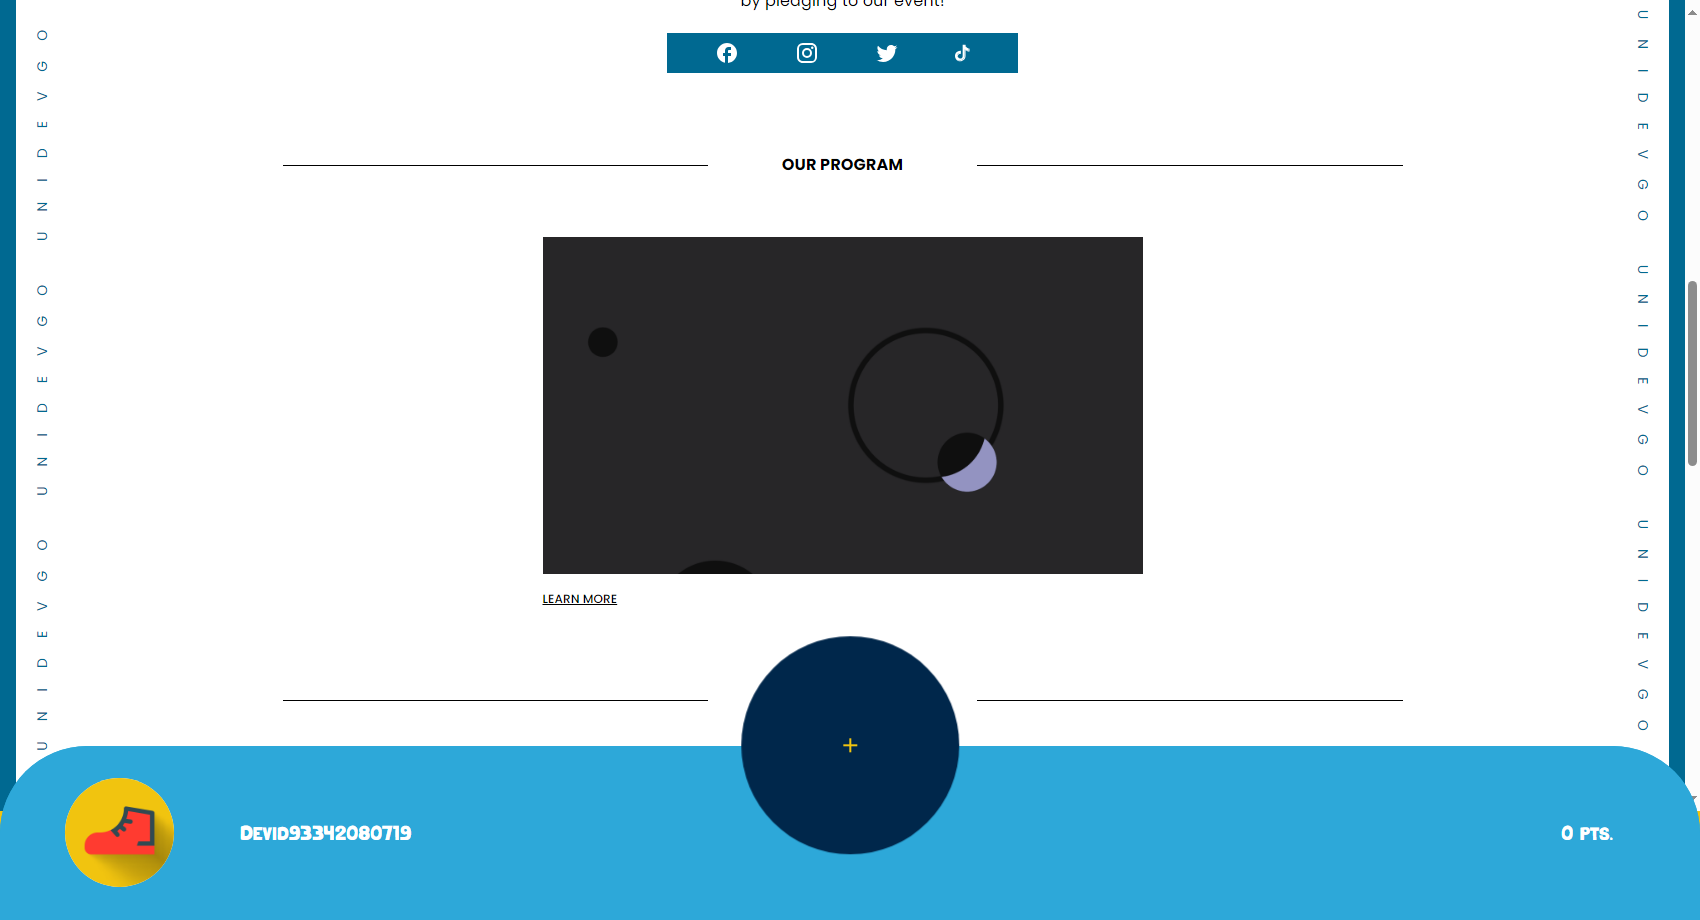 by pledging to our event!
OUR PROGRAM
LEARN MORE
UNIDEVGO UNIDEVGO UNIDEVGO
UNIDEVGO UNIDEVGO UNIDEVGO
+
Devid93342080719
0 pts.